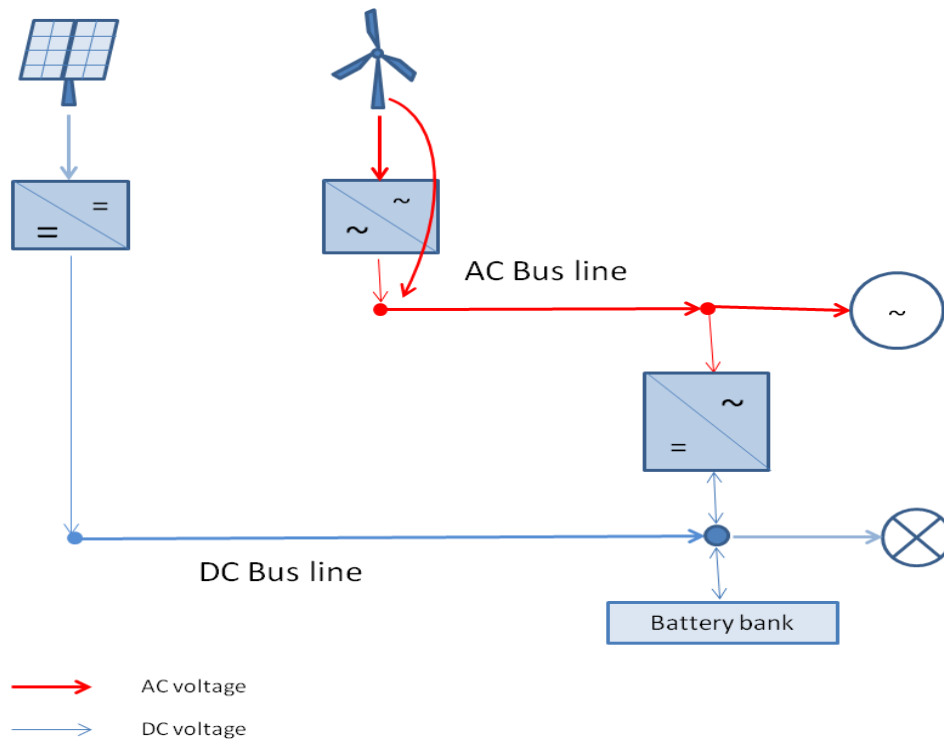 = =
~ ~
AC Bus line
~
~
=
DC Bus line
Battery bank
AC voltage
DC voltage